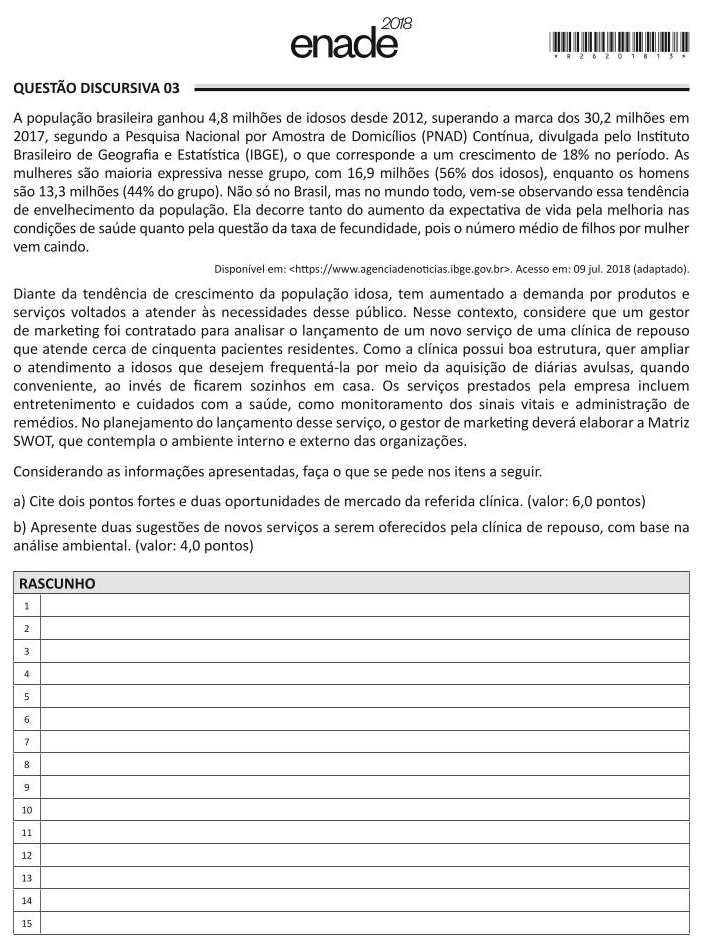 enade 2018
* R 2 6 2 0 1 8 1 3 *
QUESTÃO DISCURSIVA 03
A população brasileira ganhou 4,8 milhões de idosos desde 2012, superando a marca dos 30,2 milhões em
2017, segundo a Pesquisa Nacional por Amostra de Domicílios (PNAD) Contínua, divulgada pelo Instituto
Brasileiro de Geografia e Estatística (IBGE), o que corresponde a um crescimento de 18% no período. As
mulheres são maioria expressiva nesse grupo, com 16,9 milhões (56% dos idosos), enquanto os homens
são 13,3 milhões (44% do grupo). Não só no Brasil, mas no mundo todo, vem-se observando essa tendência
de envelhecimento da população. Ela decorre tanto do aumento da expectativa de vida pela melhoria nas
condições de saúde quanto pela questão da taxa de fecundidade, pois o número médio de filhos por mulher
vem caindo.
Disponível em: <https://www.agenciadenoticias.ibge.gov.br>. Acesso em: 09 jul. 2018 (adaptado).
Diante da tendência de crescimento da população idosa, tem aumentado a demanda por produtos e
serviços voltados a atender às necessidades desse público. Nesse contexto, considere que um gestor
de marketing foi contratado para analisar o lançamento de um novo serviço de uma clínica de repouso
que atende cerca de cinquenta pacientes residentes. Como a clínica possui boa estrutura, quer ampliar
o atendimento a idosos que desejem frequentá-la por meio da aquisição de diárias avulsas, quando
conveniente, ao invés de ficarem sozinhos em casa. Os serviços prestados pela empresa incluem
entretenimento e cuidados com a saúde, como monitoramento dos sinais vitais e administração de
remédios. No planejamento do lançamento desse serviço, o gestor de marketing deverá elaborar a Matriz
SWOT, que contempla o ambiente interno e externo das organizações.
Considerando as informações apresentadas, faça o que se pede nos itens a seguir.
a) Cite dois pontos fortes e duas oportunidades de mercado da referida clínica. (valor: 6,0 pontos)
b) Apresente duas sugestões de novos serviços a serem oferecidos pela clínica de repouso, com base na
análise ambiental. (valor: 4,0 pontos)
RASCUNHO
1
2
3
4
5
6
7
8
9
10
11
12
13
14
15